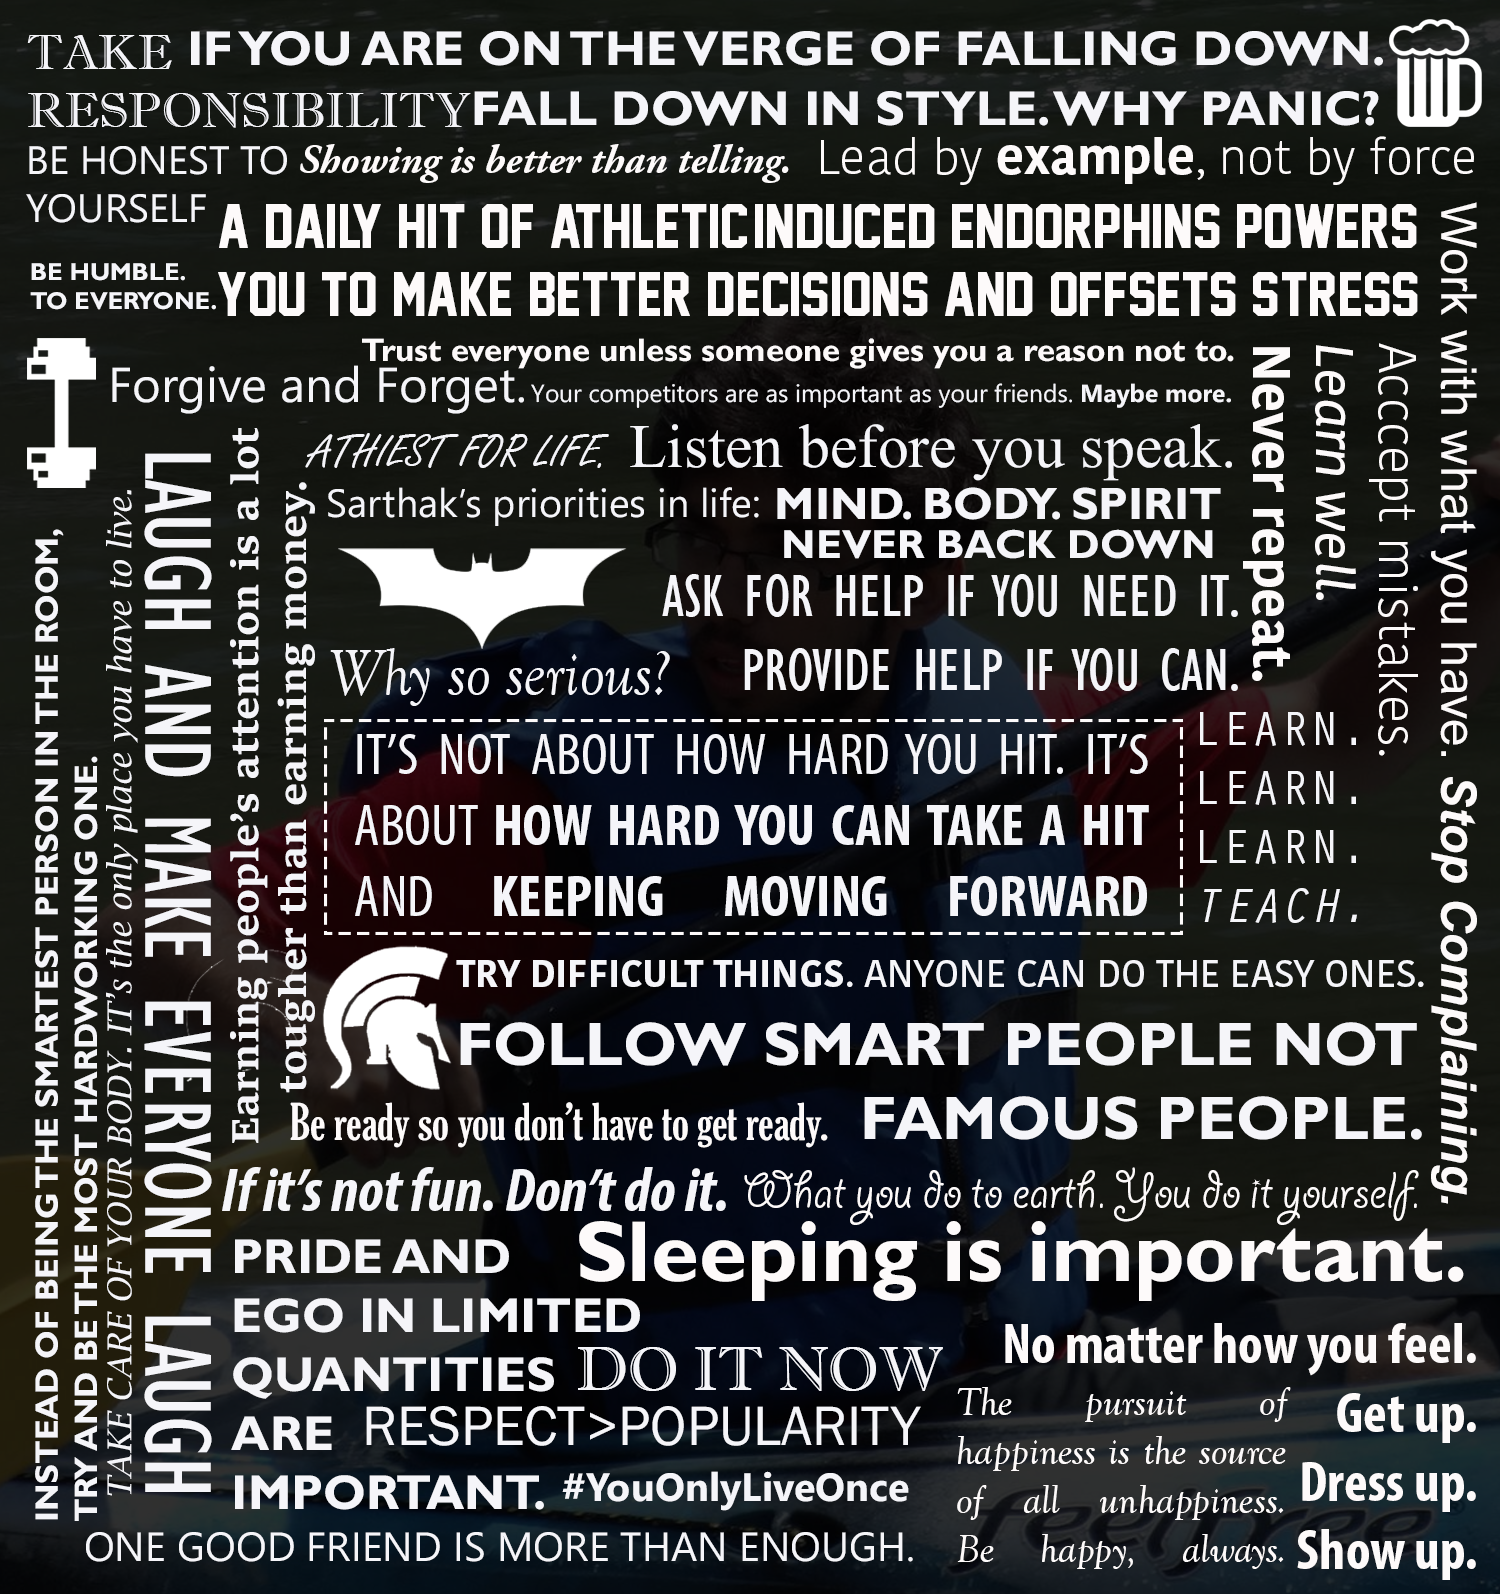 TAKE
RESPONSIBILITY
IF YOU ARE ON THE VERGE OF FALLING DOWN.
FALL DOWN IN STYLE. WHY PANIC?
BE HONEST TO
YOURSELF
Showing is better than telling.
Lead by example, not by force
A DAILY HIT OF ATHLETIC INDUCED ENDORPHINS POWERS
YOU TO MAKE BETTER DECISIONS AND OFFSETS STRESS
BE HUMBLE.
TO EVERYONE.
Work with what you have. Stop Complaining.
Trust everyone unless someone gives you a reason not to.
Forgive and Forget.
Your competitors are as important as your friends. Maybe more.
Accept mistakes.
Learn well.
Never repeat.
ATHIEST FOR LIFE.
Listen before you speak.
Sarthak's priorities in life: MIND. BODY. SPIRIT
NEVER BACK DOWN
ASK FOR HELP IF YOU NEED IT.
PROVIDE HELP IF YOU CAN.
Why so serious?
INSTEAD OF BEING THE SMARTEST PERSON IN THE ROOM,
TRY AND BE THE MOST HARDWORKING ONE.
TAKE CARE OF YOUR BODY. IT's the only place you have to live.
LAUGH AND MAKE EVERYONE LAUGH
Earning people's attention is a lot
tougher than earning money.
IT'S NOT ABOUT HOW HARD YOU HIT. IT'S
ABOUT HOW HARD YOU CAN TAKE A HIT
AND KEEPING MOVING FORWARD
LEARN.
LEARN.
LEARN.
TEACH.
TRY DIFFICULT THINGS. ANYONE CAN DO THE EASY ONES.
FOLLOW SMART PEOPLE NOT
FAMOUS PEOPLE.
Be ready so you don't have to get ready.
If it's not fun. Don't do it.
What you do to earth. You do it yourself.
PRIDE AND
EGO IN LIMITED
QUANTITIES
ARE
IMPORTANT.
Sleeping is important.
DO IT NOW
RESPECT>POPULARITY
#YouOnlyLiveOnce
ONE GOOD FRIEND IS MORE THAN ENOUGH.
No matter how you feel.
Get up.
Dress up.
Show up.
The pursuit of
happiness is the source
of all unhappiness.
Be happy, always.
feelfree